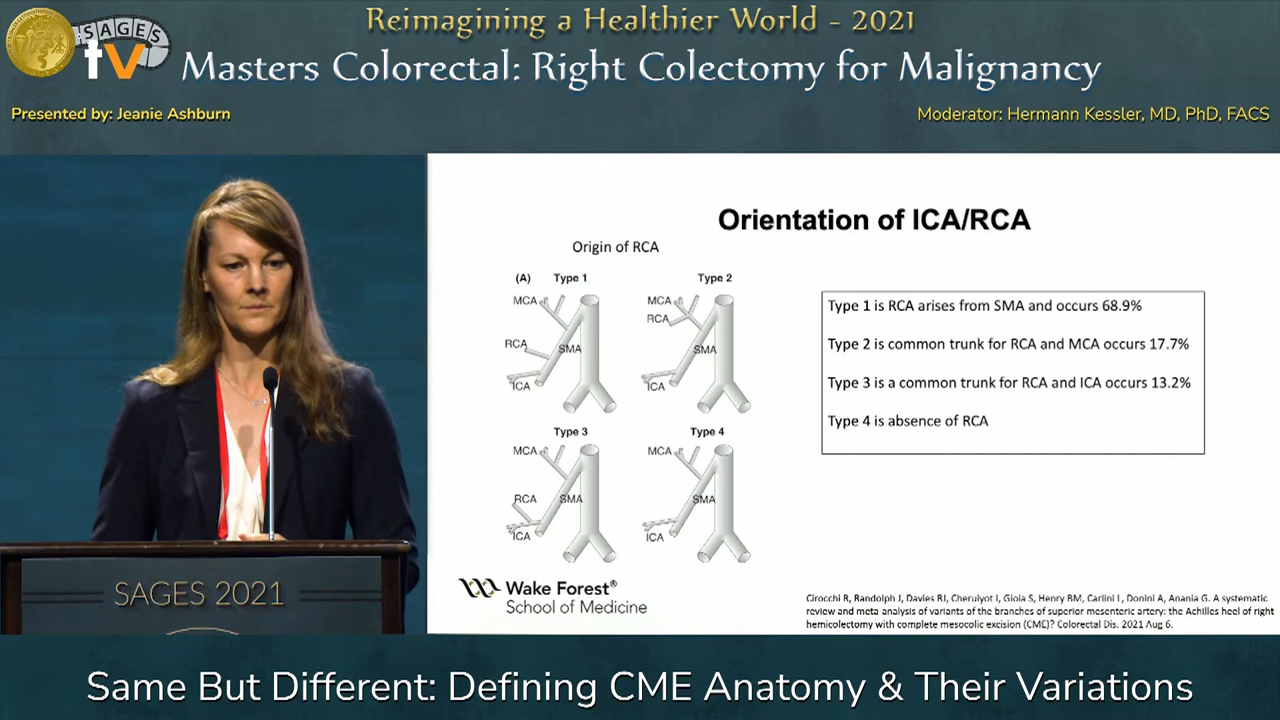 Reimagining a Healthier World - 2021
SAGES
tv
Masters Colorectal: Right Colectomy for Malignancy
Presented by: Jeanie Ashburn
Moderator: Hermann Kessler, MD, PhD, FACS
Orientation of ICA/RCA
Origin of RCA
(A) Type 1
Type 2
MCA
RCA
SMA
ICA
MCA
RCA
SMA
ICA
Type 3
Type 4
MCA
RCA
SMA
ICA
MCA
SMA
ICA
Type 1 is RCA arises from SMA and occurs 68.9%
Type 2 is common trunk for RCA and MCA occurs 17.7%
Type 3 is a common trunk for RCA and ICA occurs 13.2%
Type 4 is absence of RCA
Wake Forest®
School of Medicine
Cirocchi R, Randolph J, Davies RJ, Cheruiyot I, Gioia S, Henry BM, Carlini L, Donini A, Anania G. A systematic
review and meta analysis of variants of the branches of superior mesenteric artery: the Achilles heel of right
hemicolectomy with complete mesocolic excision (CME)? Colorectal Dis. 2021 Aug 6.
SAGES 2021
Same But Different: Defining CME Anatomy & Their Variations